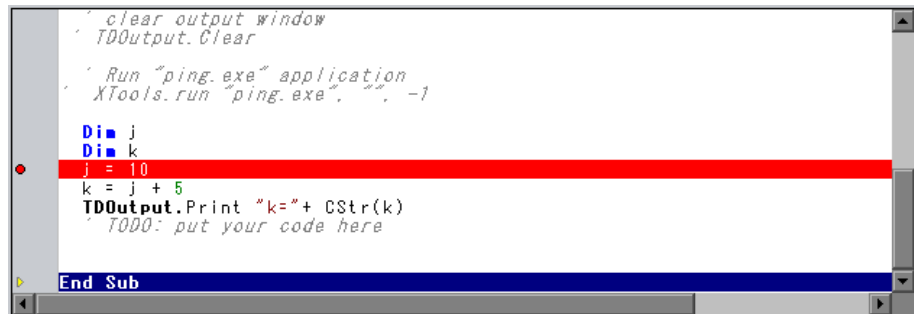 ' clear output window
' TDOutput.Clear
' Run "ping.exe" application
' XTools.run "ping.exe", "", -1
Dim j
Dim k
j = 10
k = j + 5
TDOutput.Print "k="+ CStr(k)
' TODO: put your code here
End Sub